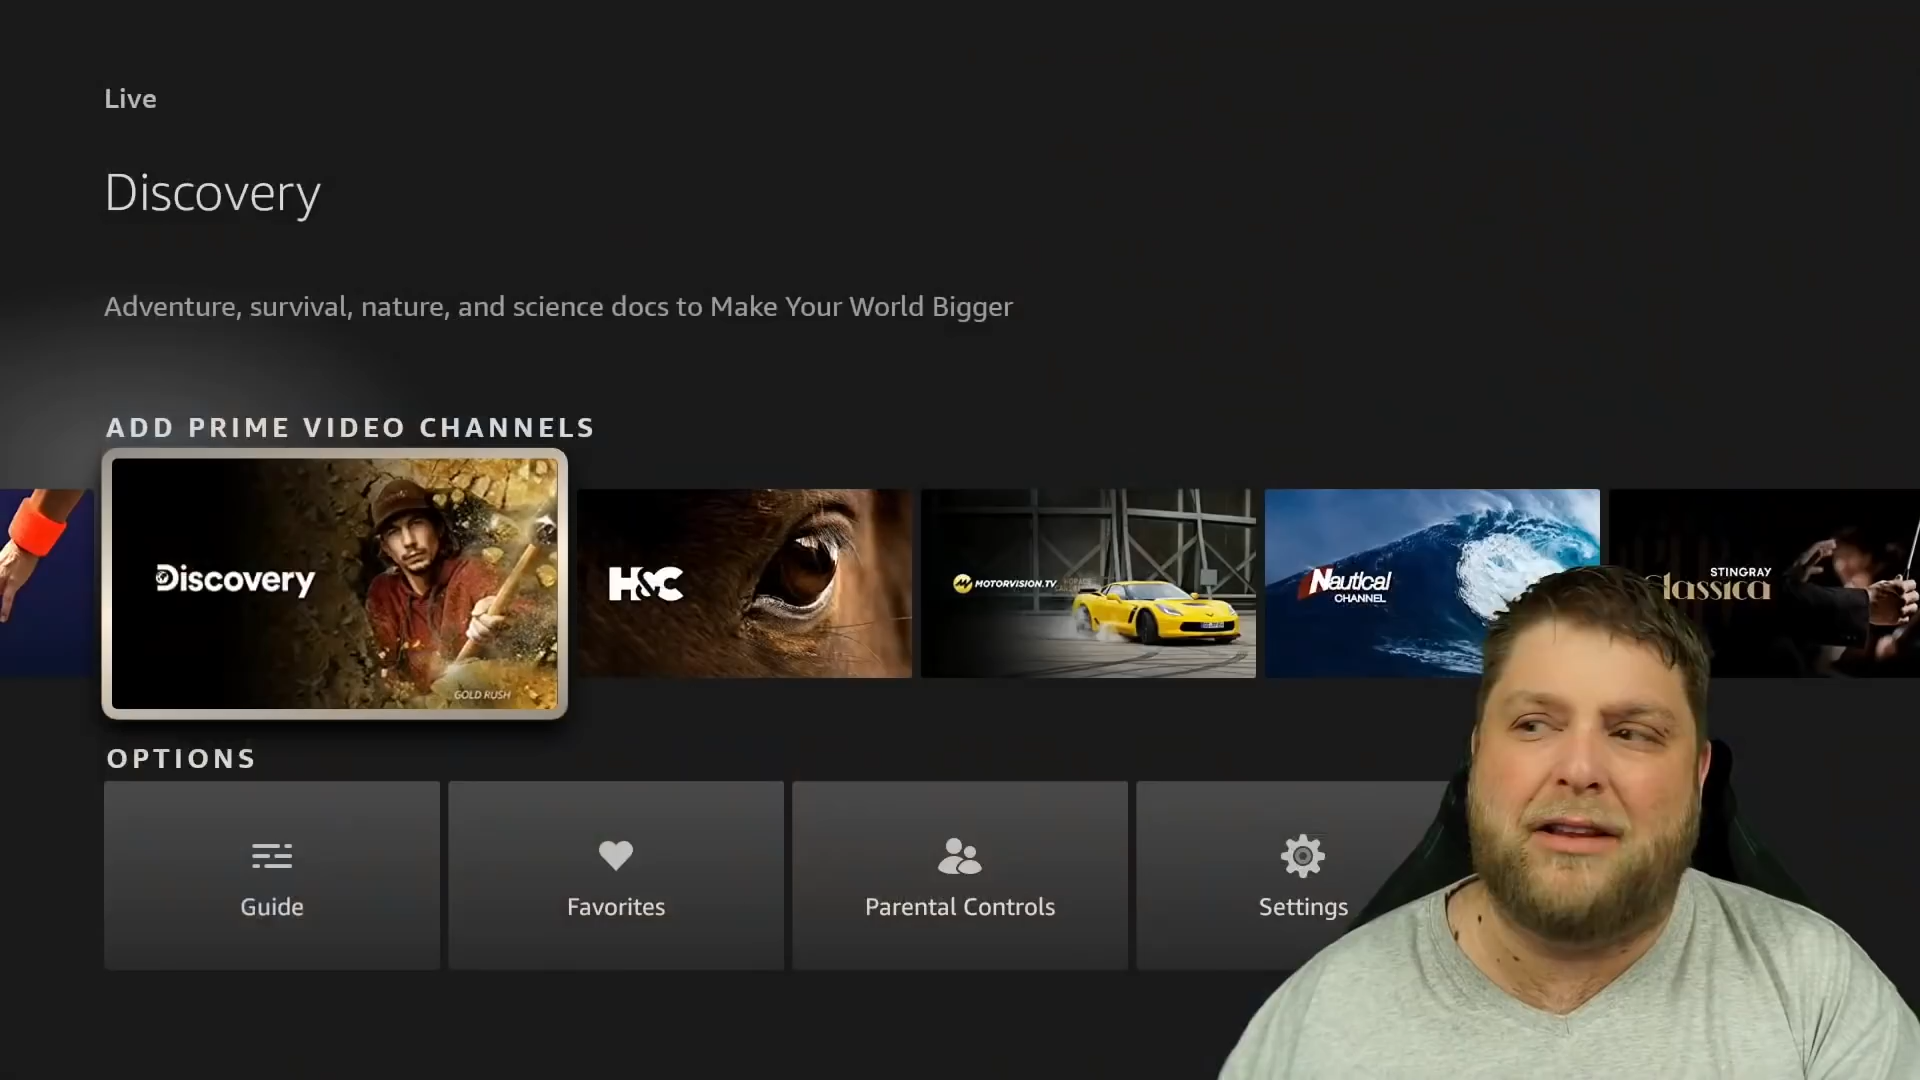 Live
Discovery
Adventure, survival, nature, and science docs to Make Your World Bigger
ADD PRIME VIDEO CHANNELS
Discovery
GOLD RUSH
H&C
MOTORVISION.TV
Nautical
CHANNEL
STINGRAY
Classica
OPTIONS
Guide
Favorites
Parental Controls
Settings